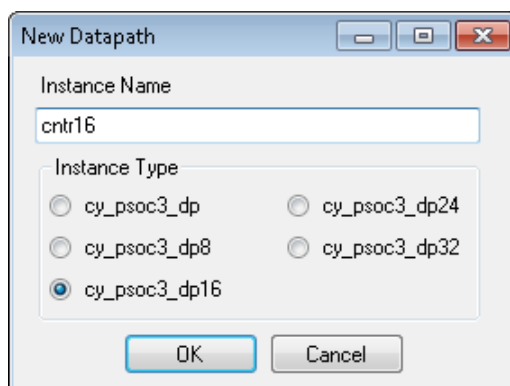 New Datapath
Instance Name
cntr16
Instance Type
cy_psoc3_dp
cy_psoc3_dp24
cy_psoc3_dp8
cy_psoc3_dp32
cy_psoc3_dp16
OK
Cancel